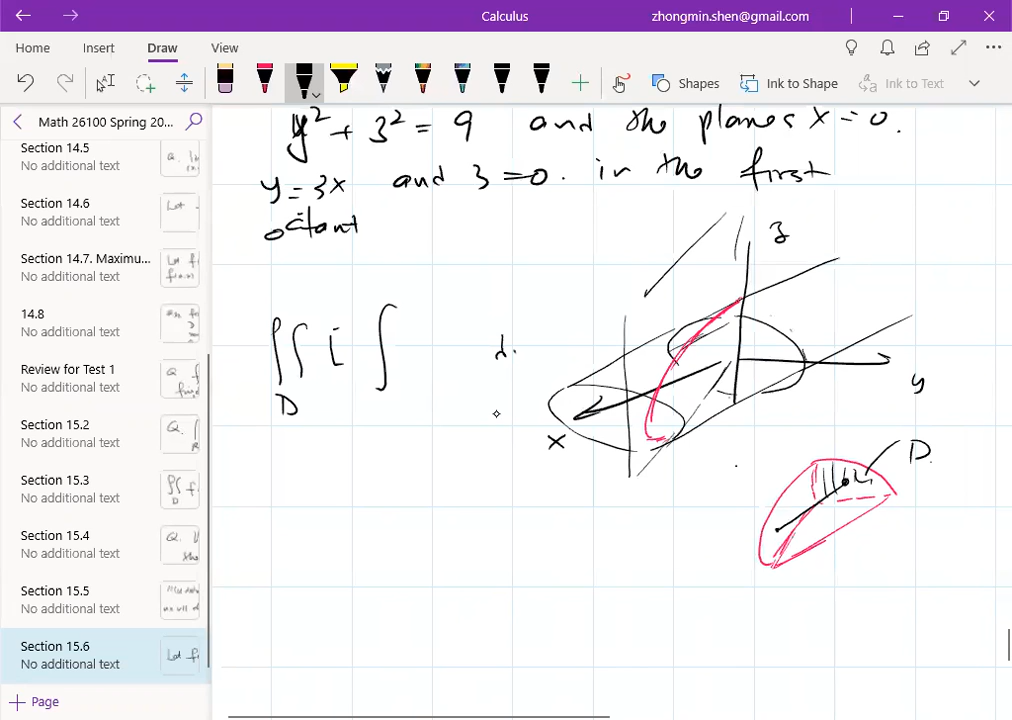 Calculus
zhongmin.shen@gmail.com
Home
Insert
Draw
View
Shapes
Ink to Shape
Ink to Text
Math 26100 Spring 20...
Section 14.5
No additional text
Section 14.6
No additional text
Section 14.7. Maximu...
No additional text
14.8
No additional text
Review for Test 1
No additional text
Section 15.2
No additional text
Section 15.3
No additional text
Section 15.4
No additional text
Section 15.5
No additional text
Section 15.6
No additional text
Page
y² + z² = 9 and the planes x = 0.
y = 3x and z = 0. in the first
octant
z
∬ [ ∫ d.
D
y
x
D.